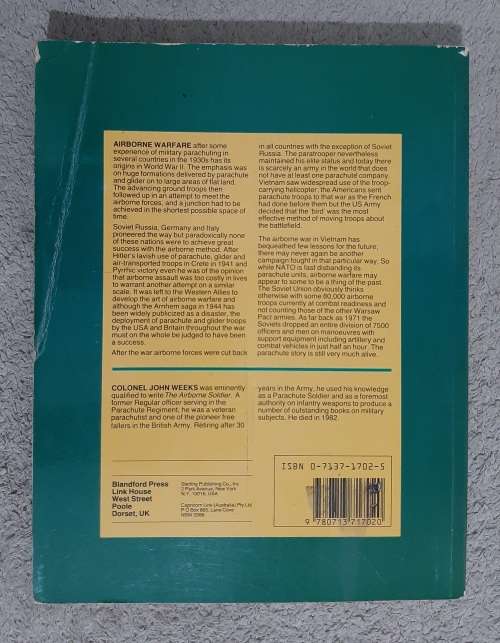 AIRBORNE WARFARE after some
experience of military parachuting in
several countries in the 1930s has its
origins in World War II. The emphasis was
on huge formations delivered by parachute
and glider on to large areas of flat land.
The advancing ground troops then
followed up in an attempt to meet the
airborne forces, and a junction had to be
achieved in the shortest possible space of
time.
Soviet Russia, Germany and Italy
pioneered the way but paradoxically none
of these nations were to achieve great
success with the airborne method. After
Hitler's lavish use of parachute, glider and
air-transported troops in Crete in 1941 and
Pyrrhic victory even he was of the opinion
that airborne assault was too costly in lives
to warrant another attempt on a similar
scale. It was left to the Western Allies to
develop the art of airborne warfare and
although the Arnhem saga in 1944 has
been widely publicated as a disaster, the
deployment of parachute and glider troops
by the USA and Britain throughout the war
must on the whole be judged to have been
a success.
After the war airborne forces were cut back
in all countries with the exception of Soviet
Russia. The paratrooper nevertheless
maintained his elite status and today there
is scarcely an army in the world that does
not have at least one parachute company.
Vietnam saw widespread use of the troop-
carrying helicopter; the Americans sent
parachute troops to that war as the French
had done before them but the US Army
decided that the 'bird' was the most
effective method of moving troops about
the battlefield.
The airborne war in Vietnam has
bequeathed few lessons for the future;
there may never again be another
campaign fought in that particular way. So
while NATO is fast disbanding its
parachute units, airborne warfare may
appear to some to be a thing of the past.
The Soviet Union obviously thinks
otherwise with some 60,000 airborne
troops currently at combat readiness and
not counting those of the other Warsaw
Pact armies. As far back as 1971 the
Soviets dropped an entire division of 7500
officers and men on manoeuvres with
support equipment including artillery and
combat vehicles in just half an hour. The
parachute story is still very much alive.
COLONEL JOHN WEEKS was eminently
qualified to write The Airborne Soldier. A
former Regular officer serving in the
Parachute Regiment, he was a veteran
parachutist and one of the pioneer free
fallers in the British Army. Retiring after 30
years in the Army, he used his knowledge
as a Parachute Soldier and as a foremost
authority on infantry weapons to produce a
number of outstanding books on military
subjects. He died in 1982.
Blandford Press
Link House
West Street
Poole
Dorset, UK
Sterling Publishing Co., Inc
2 Park Avenue, New York
N.Y. 10016, USA
Capricorn Link (Australia) Pty Ltd
P O Box 665, Lane Cove
NSW 2066
ISBN 0-7137-1702-5
9 780713 717020